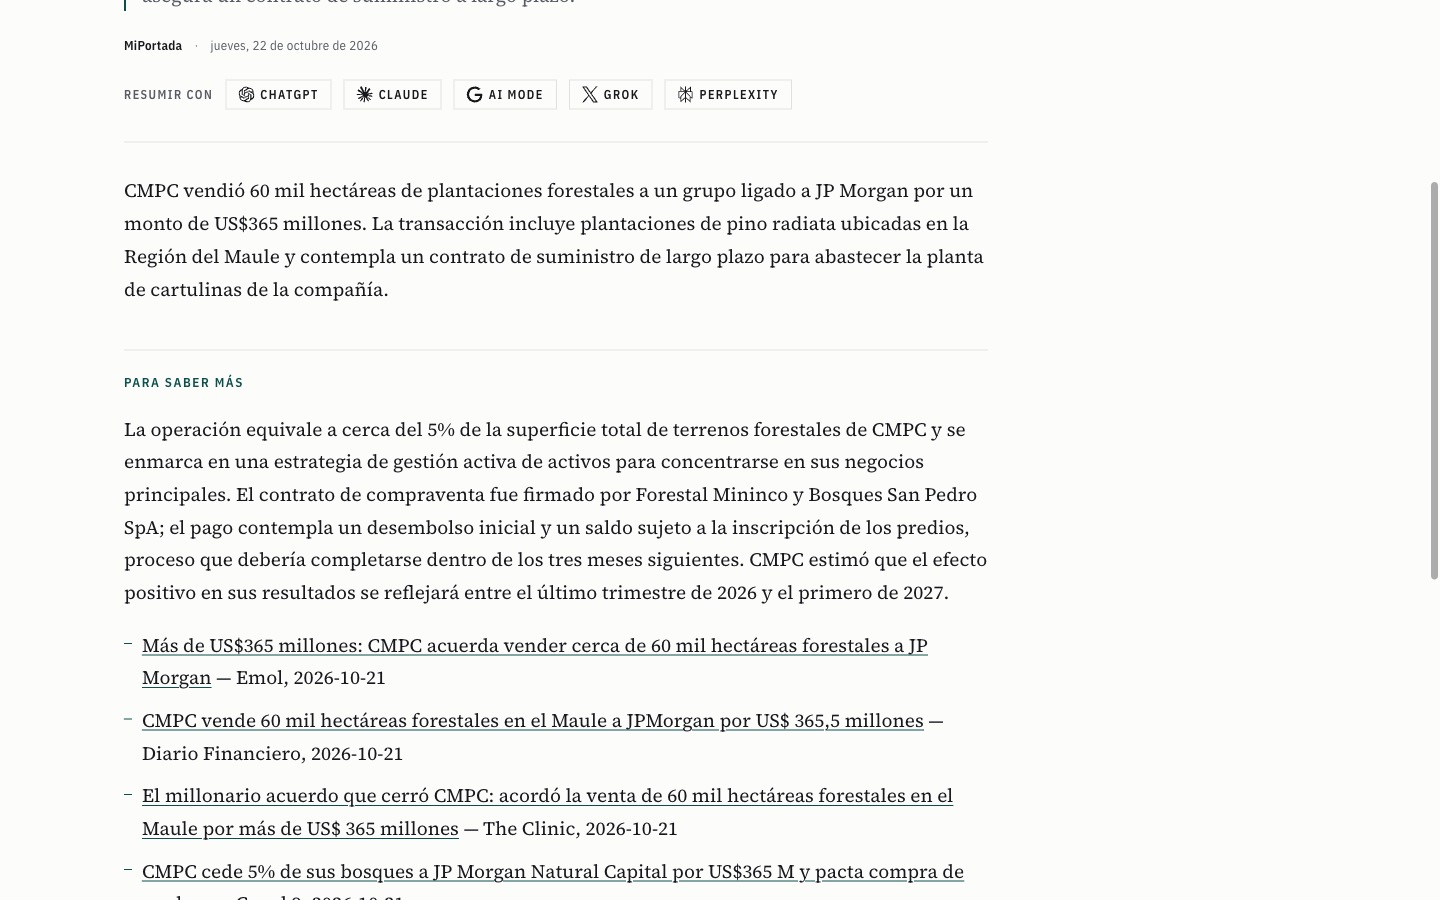 asegura un contrato de suministro a largo plazo.
MiPortada · jueves, 22 de octubre de 2026
RESUMIR CON CHATGPT CLAUDE AI MODE GROK PERPLEXITY
CMPC vendió 60 mil hectáreas de plantaciones forestales a un grupo ligado a JP Morgan por un
monto de US$365 millones. La transacción incluye plantaciones de pino radiata ubicadas en la
Región del Maule y contempla un contrato de suministro de largo plazo para abastecer la planta
de cartulinas de la compañía.
PARA SABER MÁS
La operación equivale a cerca del 5% de la superficie total de terrenos forestales de CMPC y se
enmarca en una estrategia de gestión activa de activos para concentrarse en sus negocios
principales. El contrato de compraventa fue firmado por Forestal Mininco y Bosques San Pedro
SpA; el pago contempla un desembolso inicial y un saldo sujeto a la inscripción de los predios,
proceso que debería completarse dentro de los tres meses siguientes. CMPC estimó que el efecto
positivo en sus resultados se reflejará entre el último trimestre de 2026 y el primero de 2027.
– Más de US$365 millones: CMPC acuerda vender cerca de 60 mil hectáreas forestales a JP
Morgan — Emol, 2026-10-21
– CMPC vende 60 mil hectáreas forestales en el Maule a JPMorgan por US$ 365,5 millones —
Diario Financiero, 2026-10-21
– El millonario acuerdo que cerró CMPC: acordó la venta de 60 mil hectáreas forestales en el
Maule por más de US$ 365 millones — The Clinic, 2026-10-21
– CMPC cede 5% de sus bosques a JP Morgan Natural Capital por US$365 M y pacta compra de